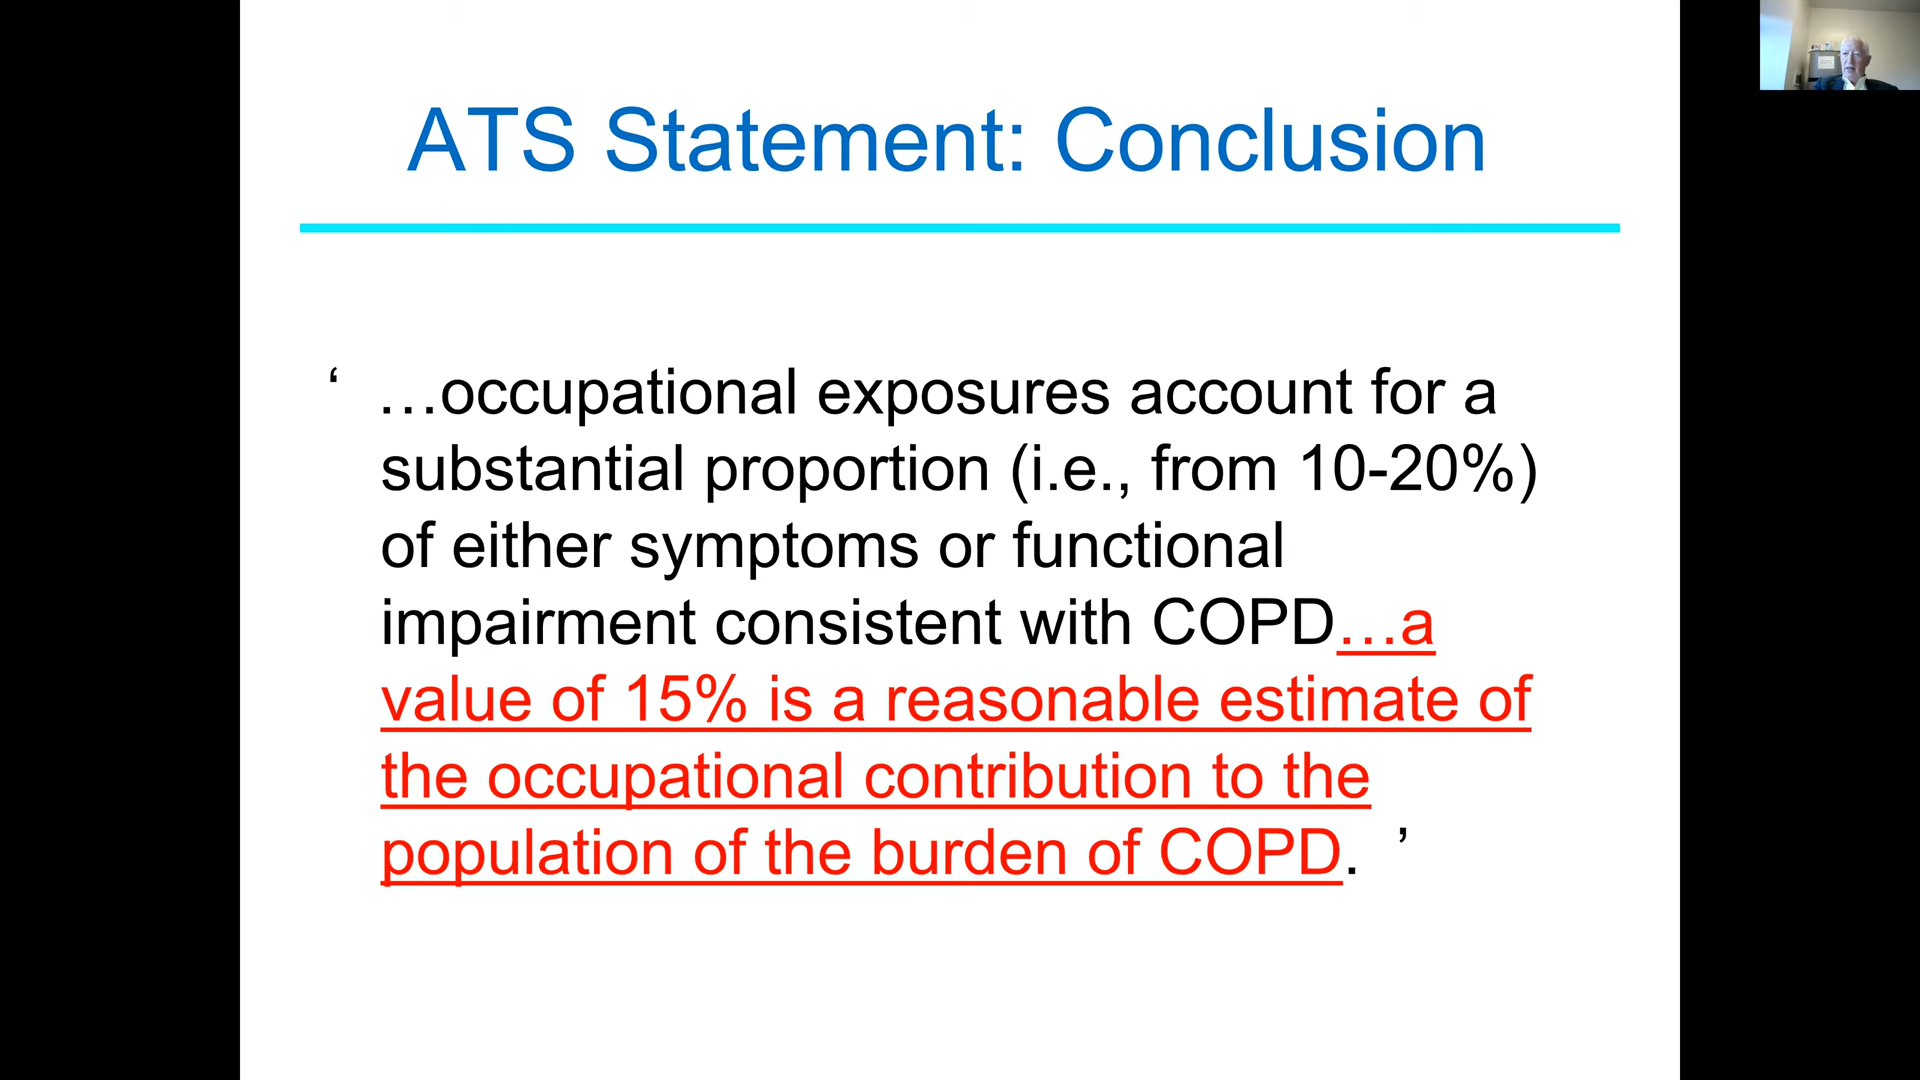 ATS Statement: Conclusion
‘ …occupational exposures account for a
substantial proportion (i.e., from 10-20%)
of either symptoms or functional
impairment consistent with COPD…a
value of 15% is a reasonable estimate of
the occupational contribution to the
population of the burden of COPD. ’